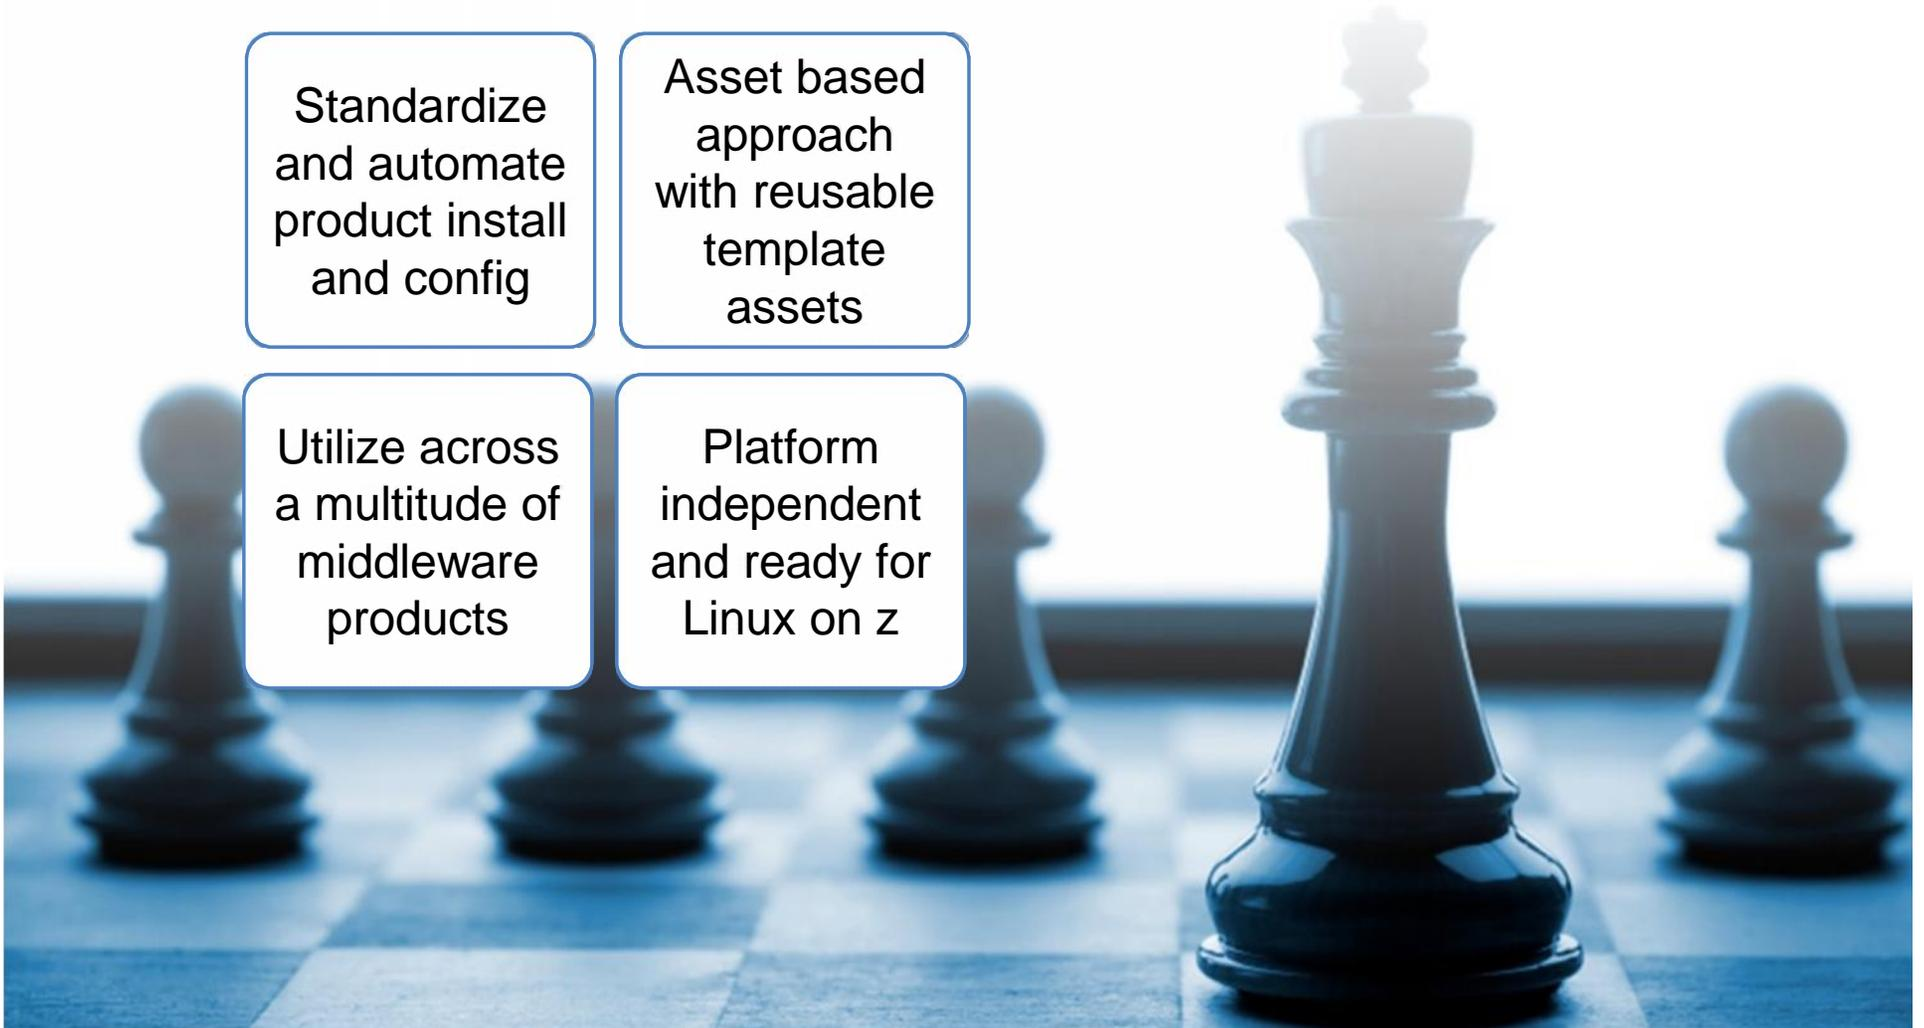 Standardize
and automate
product install
and config
Asset based
approach
with reusable
template
assets
Utilize across
a multitude of
middleware
products
Platform
independent
and ready for
Linux on z